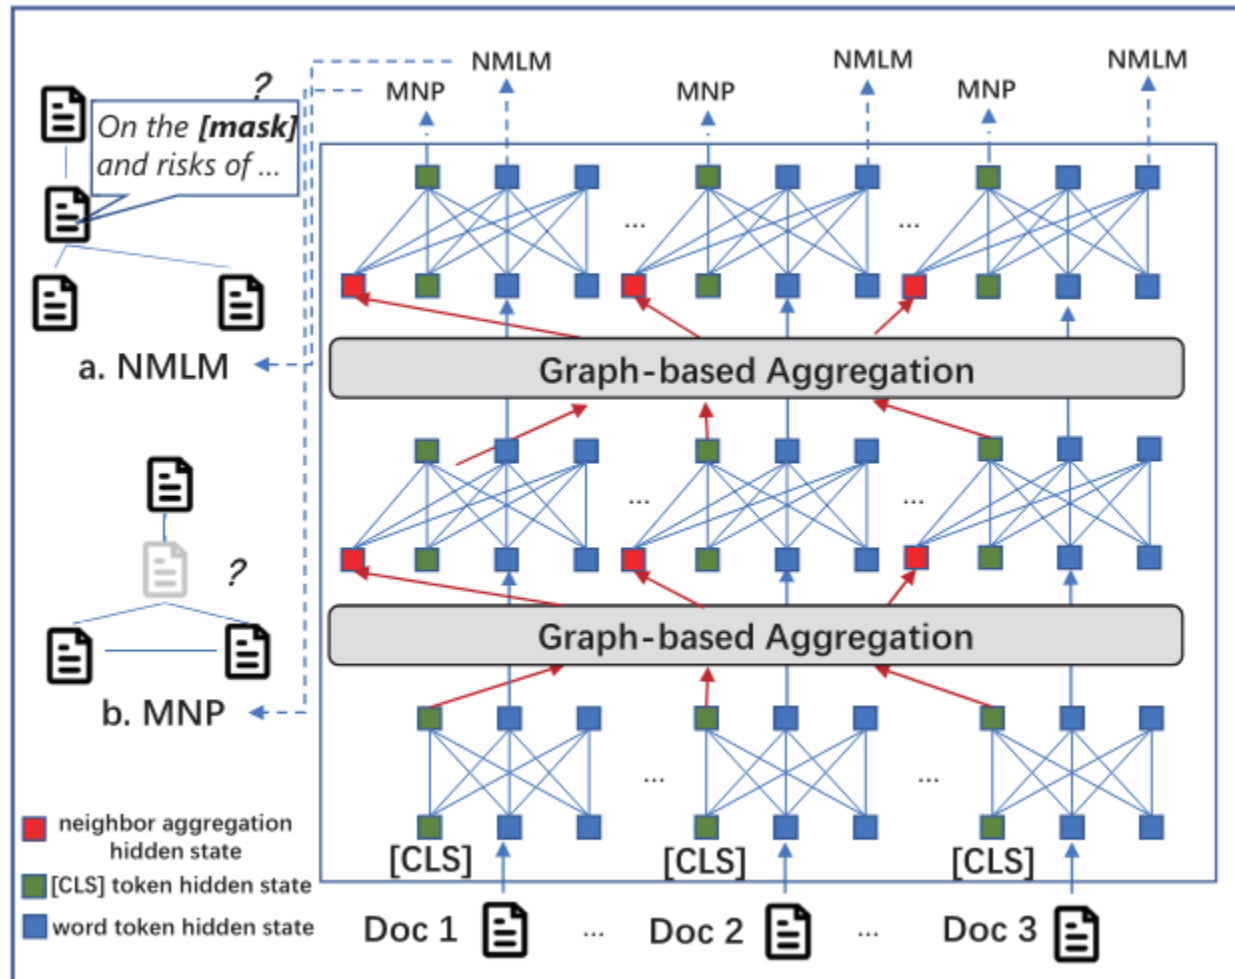 NMLM
MNP
MNP
NMLM
MNP
NMLM
?
On the [mask]
and risks of ...
...
...
a. NMLM
Graph-based Aggregation
...
...
?
Graph-based Aggregation
b. MNP
...
...
neighbor aggregation
hidden state
[CLS] token hidden state
word token hidden state
[CLS]
[CLS]
[CLS]
Doc 1
...
Doc 2
...
Doc 3